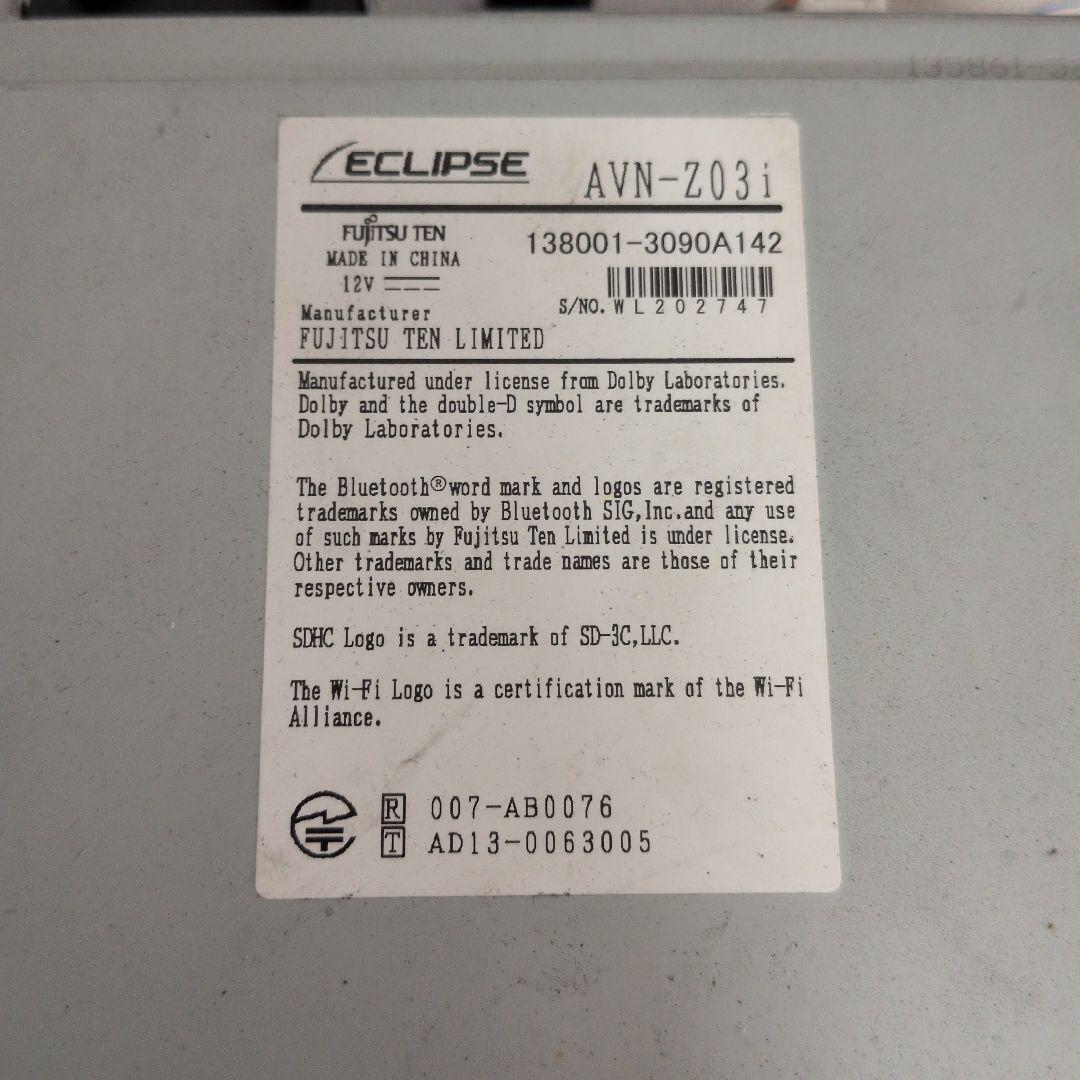 ECLIPSE AVN-Z03i
FUJITSU TEN 138001-3090A142
MADE IN CHINA
12V
S/NO. WL202747
Manufacturer
FUJITSU TEN LIMITED
Manufactured under license from Dolby Laboratories.
Dolby and the double-D symbol are trademarks of
Dolby Laboratories.
The Bluetooth® word mark and logos are registered
trademarks owned by Bluetooth SIG,Inc.and any use
of such marks by Fujitsu Ten Limited is under license.
Other trademarks and trade names are those of their
respective owners.
SDHC Logo is a trademark of SD-3C,LLC.
The Wi-Fi Logo is a certification mark of the Wi-Fi
Alliance.
R 007-AB0076
T AD13-0063005